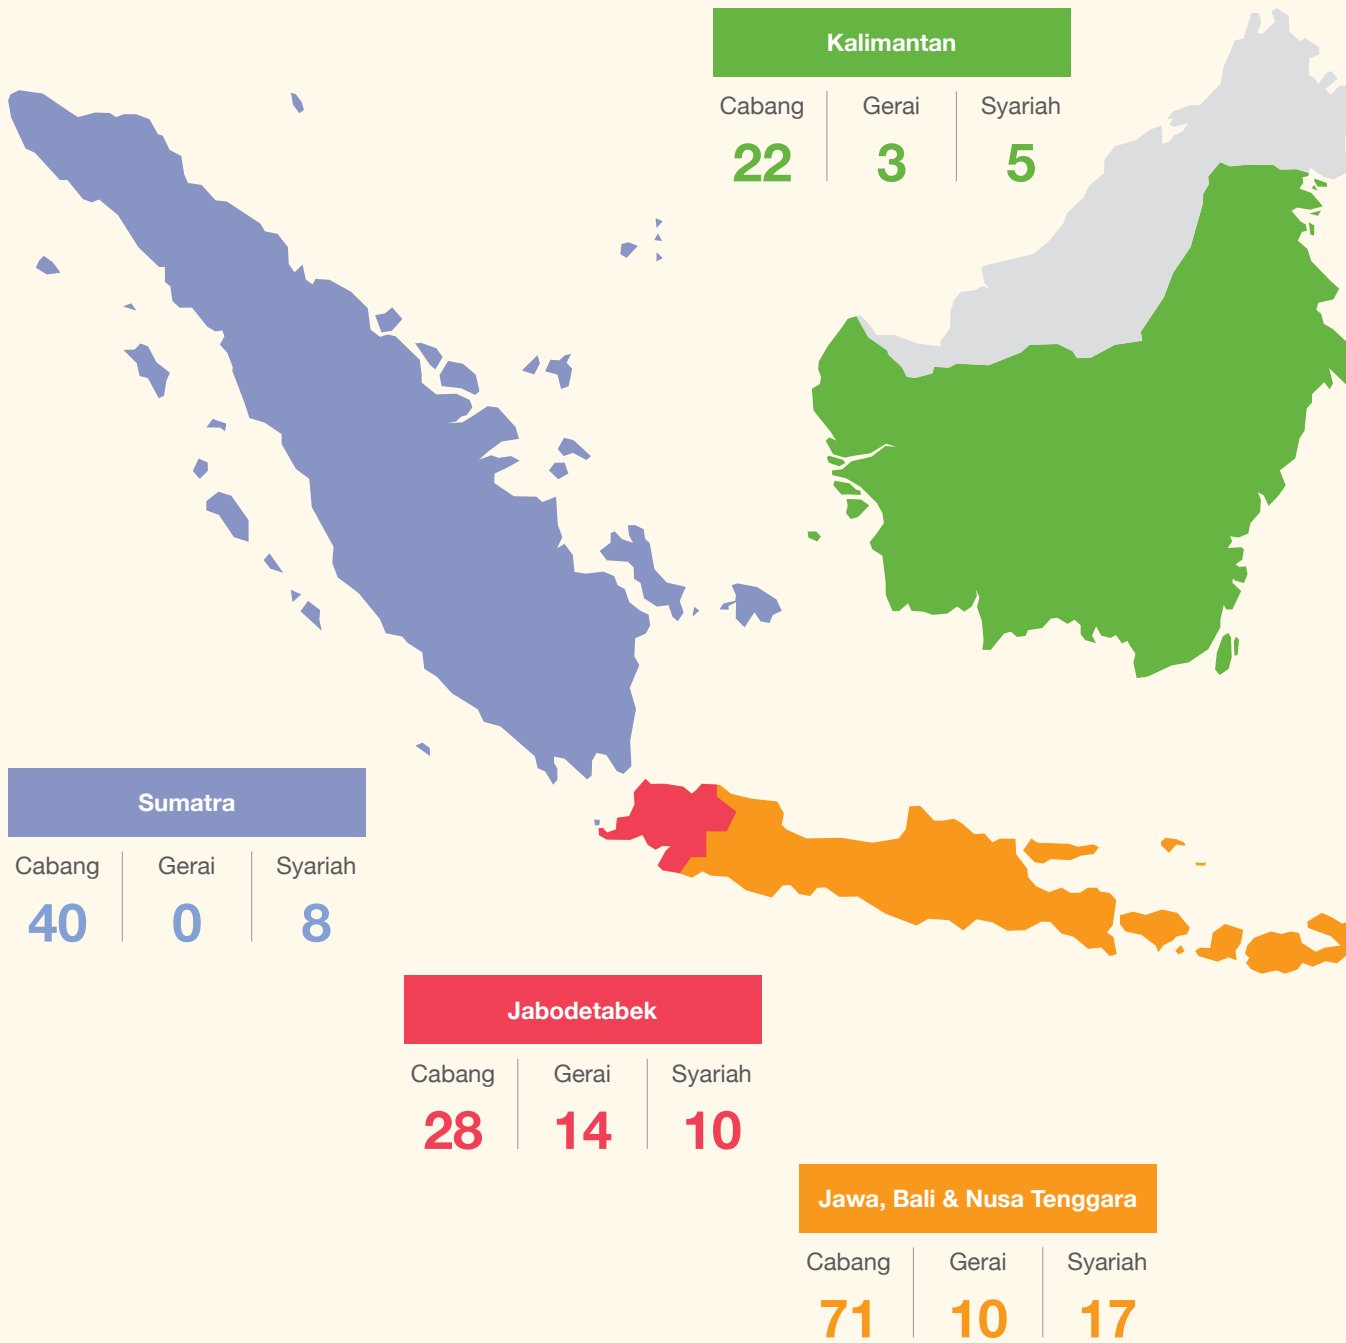 Kalimantan
Cabang Gerai Syariah
22 3 5
Sumatra
Cabang Gerai Syariah
40 0 8
Jabodetabek
Cabang Gerai Syariah
28 14 10
Jawa, Bali & Nusa Tenggara
Cabang Gerai Syariah
71 10 17